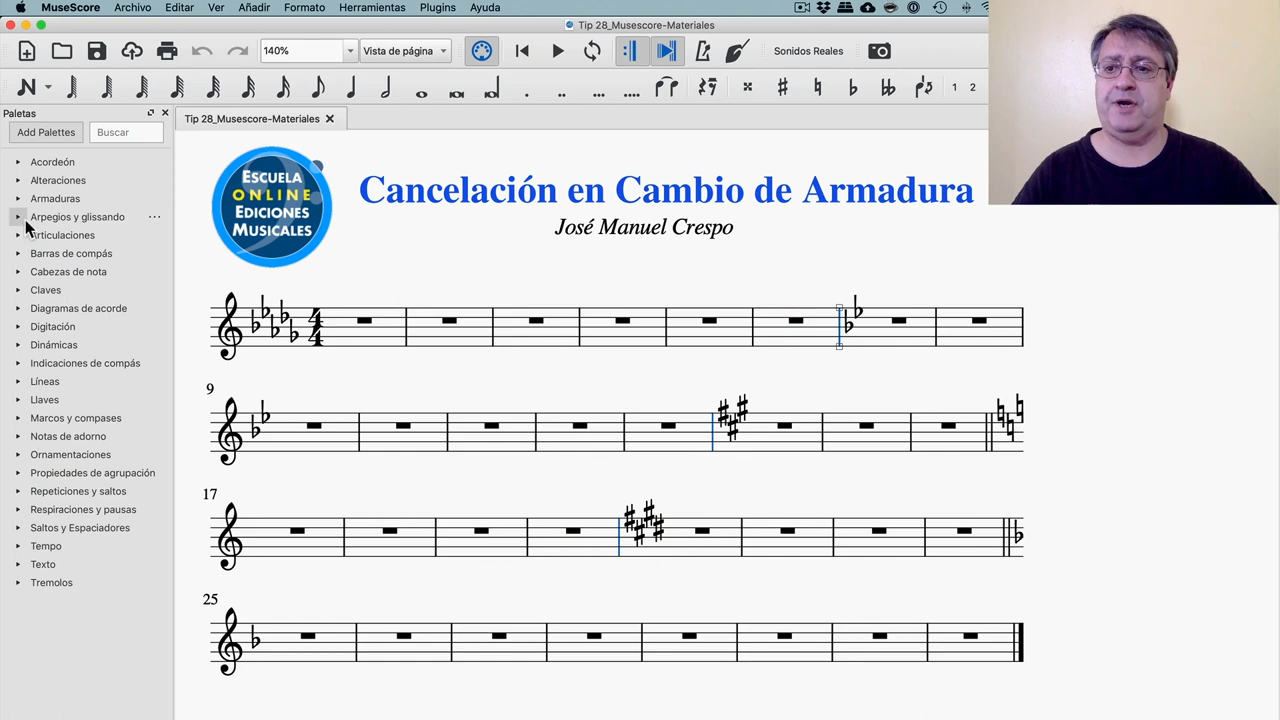 MuseScore Archivo Editar Ver Añadir Formato Herramientas Plugins Ayuda
Tip 28_Musescore-Materiales
140% Vista de página Sonidos Reales
1 2
Paletas
Tip 28_Musescore-Materiales
Add Palettes Buscar
Acordeón
Alteraciones
Armaduras
Arpegios y glissando
Articulaciones
Barras de compás
Cabezas de nota
Claves
Diagramas de acorde
Digitación
Dinámicas
Indicaciones de compás
Líneas
Llaves
Marcos y compases
Notas de adorno
Ornamentaciones
Propiedades de agrupación
Repeticiones y saltos
Respiraciones y pausas
Saltos y Espaciadores
Tempo
Texto
Tremolos
ESCUELA
ONLINE
EDICIONES
MUSICALES
Cancelación en Cambio de Armadura
José Manuel Crespo
9
17
25